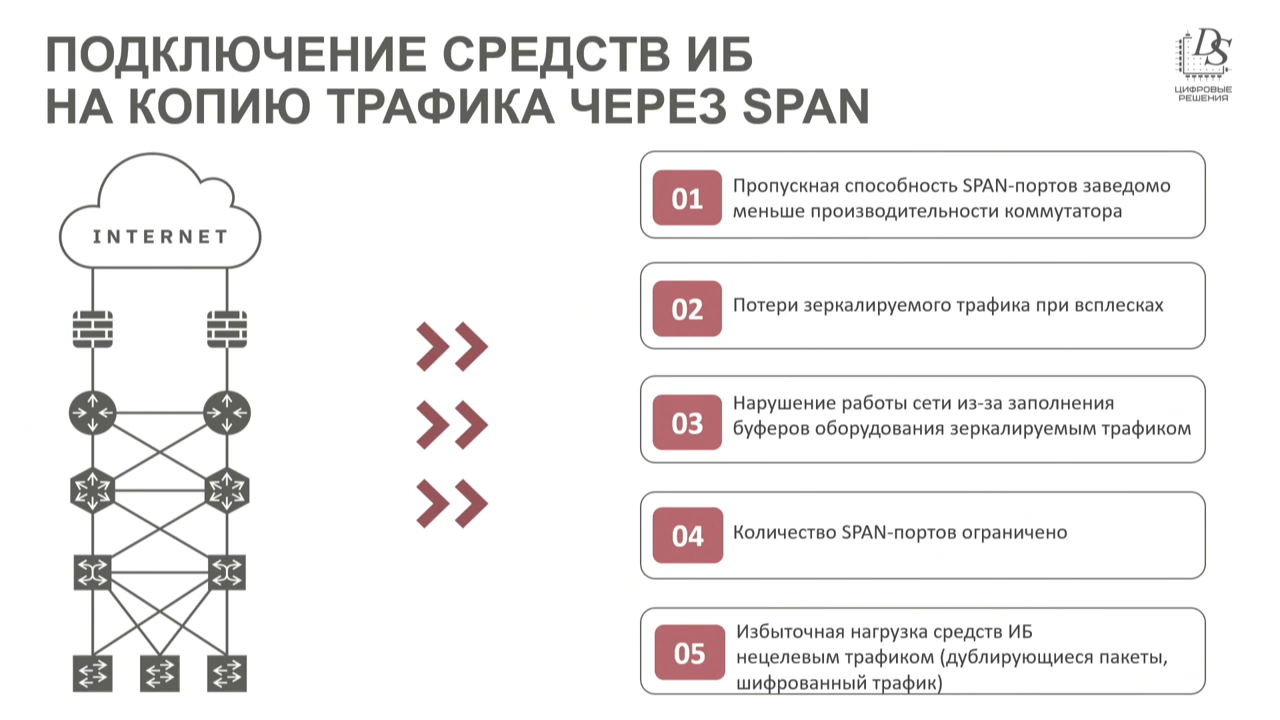 ПОДКЛЮЧЕНИЕ СРЕДСТВ ИБ
НА КОПИЮ ТРАФИКА ЧЕРЕЗ SPAN
DS
ЦИФРОВЫЕ
РЕШЕНИЯ
INTERNET
01
Пропускная способность SPAN-портов заведомо
меньше производительности коммутатора
02
Потери зеркалируемого трафика при всплесках
03
Нарушение работы сети из-за заполнения
буферов оборудования зеркалируемым трафиком
04
Количество SPAN-портов ограничено
05
Избыточная нагрузка средств ИБ
нецелевым трафиком (дублирующиеся пакеты,
шифрованный трафик)